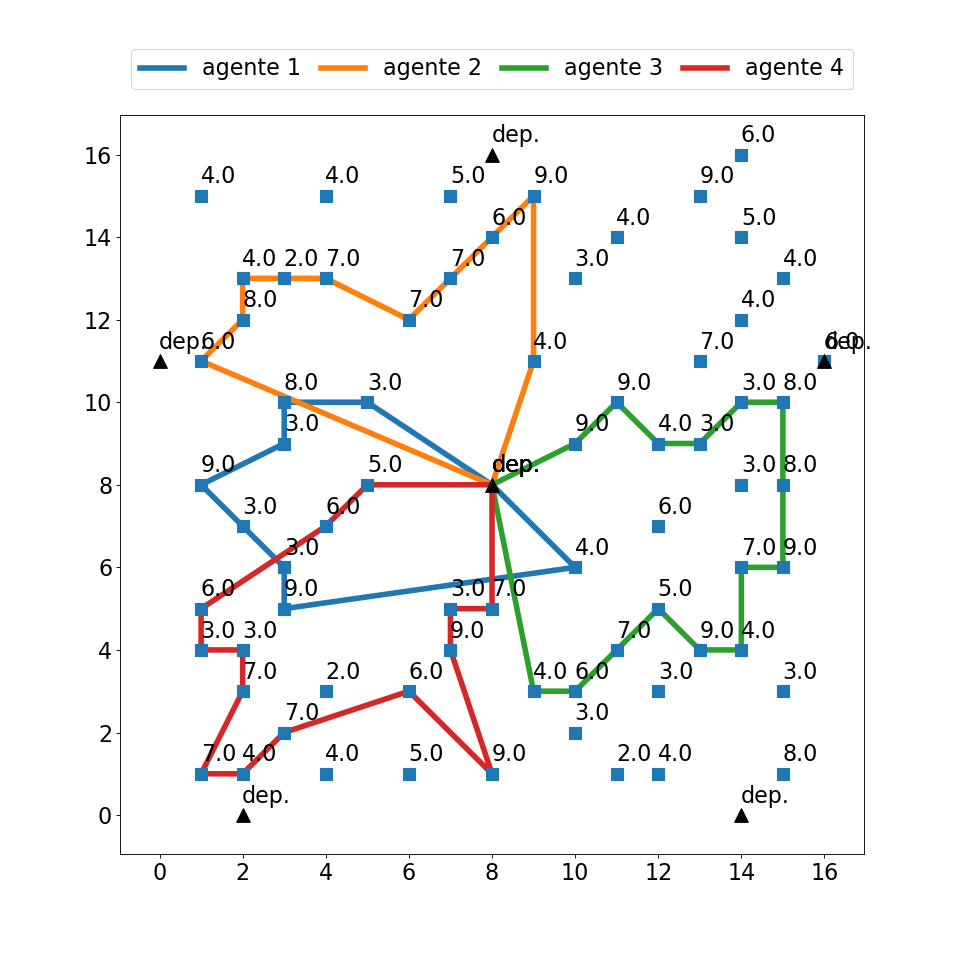 agente 1 agente 2 agente 3 agente 4
dep. 6.0
16
4.0 4.0 5.0 9.0 9.0
6.0 4.0 5.0
14
4.0 2.0 7.0 7.0 3.0 4.0
8.0 7.0 4.0
12
dep. 6.0 4.0 7.0 6.0 dep.
8.0 3.0 9.0 3.0 8.0
10
3.0 9.0 4.0 3.0
9.0 5.0 dep. 3.0 8.0
8
3.0 6.0 6.0
3.0 4.0 7.0 9.0
6
6.0 9.0 3.0 7.0 5.0
3.0 3.0 9.0 7.0 9.0 4.0
4
7.0 2.0 6.0 4.0 6.0 3.0 3.0
7.0 3.0
2
7.0 4.0 4.0 5.0 9.0 2.0 4.0 8.0
dep. dep.
0
0 2 4 6 8 10 12 14 16